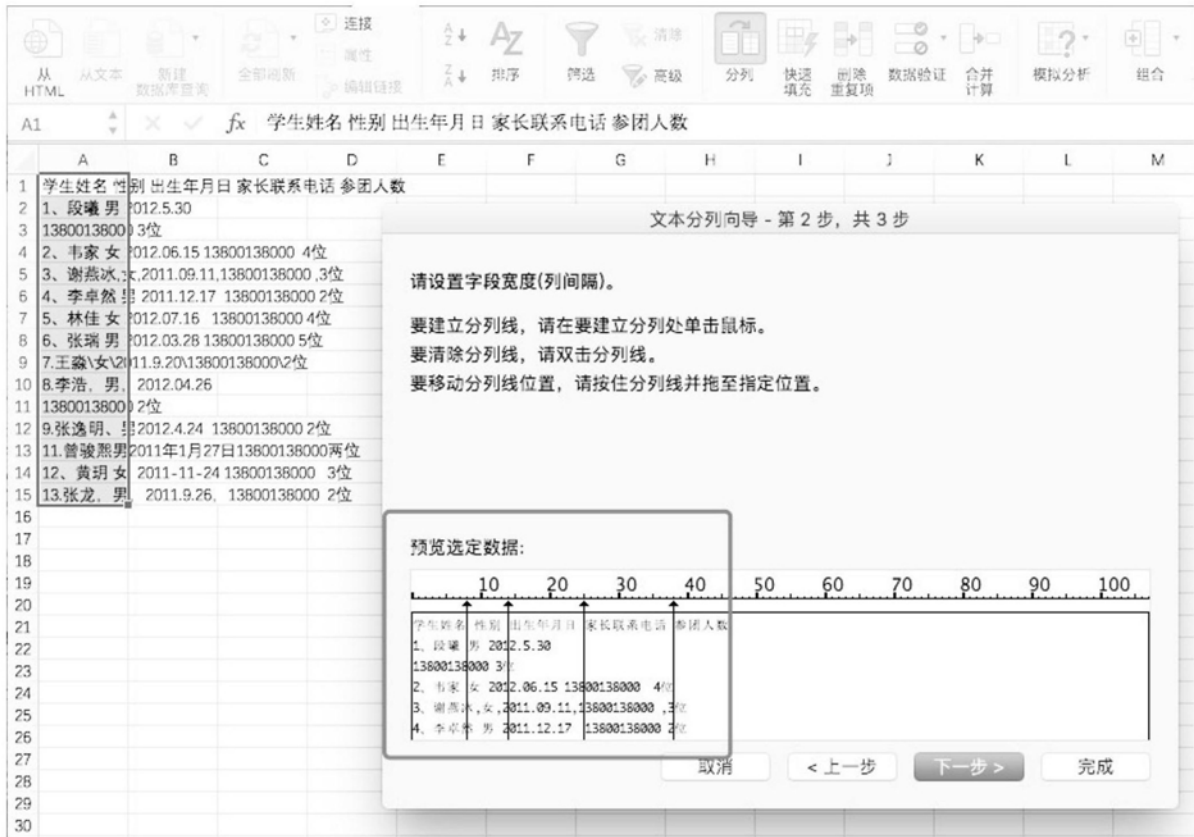 连接
属性
编辑链接
从
HTML
从文本
新建
数据库查询
全部刷新
排序
筛选
清除
高级
分列
快速
填充
删除
重复项
数据验证
合并
计算
模拟分析
组合
A1
fx 学生姓名 性别 出生年月日 家长联系电话 参团人数
A B C D E F G H I J K L M
1 学生姓名 性别 出生年月日 家长联系电话 参团人数
2 1、段曦 男 2012.5.30
3 13800138000 3位
4 2、韦家 女 2012.06.15 13800138000 4位
5 3、谢燕冰,女,2011.09.11,13800138000 ,3位
6 4、李卓然 男 2011.12.17 13800138000 2位
7 5、林佳 女 2012.07.16 13800138000 4位
8 6、张瑞 男 2012.03.28 13800138000 5位
9 7.王淼\女\2011.9.20\13800138000\2位
10 8.李浩，男， 2012.04.26
11 13800138000 2位
12 9.张逸明、男2012.4.24 13800138000 2位
13 11.曾骏熙男2011年1月27日13800138000两位
14 12、黄玥 女 2011-11-24 13800138000 3位
15 13.张龙，男， 2011.9.26， 13800138000 2位
16
17
18
19
20
21
22
23
24
25
26
27
28
29
30
文本分列向导 - 第 2 步，共 3 步
请设置字段宽度(列间隔)。
要建立分列线，请在要建立分列处单击鼠标。
要清除分列线，请双击分列线。
要移动分列线位置，请按住分列线并拖至指定位置。
预览选定数据:
10 20 30 40 50 60 70 80 90 100
学生姓名 性别 出生年月日 家长联系电话 参团人数
1、段曦 男 2012.5.30
13800138000 3位
2、韦家 女 2012.06.15 13800138000 4位
3、谢燕冰,女,2011.09.11,13800138000 ,3位
4、李卓然 男 2011.12.17 13800138000 2位
取消
< 上一步
下一步 >
完成